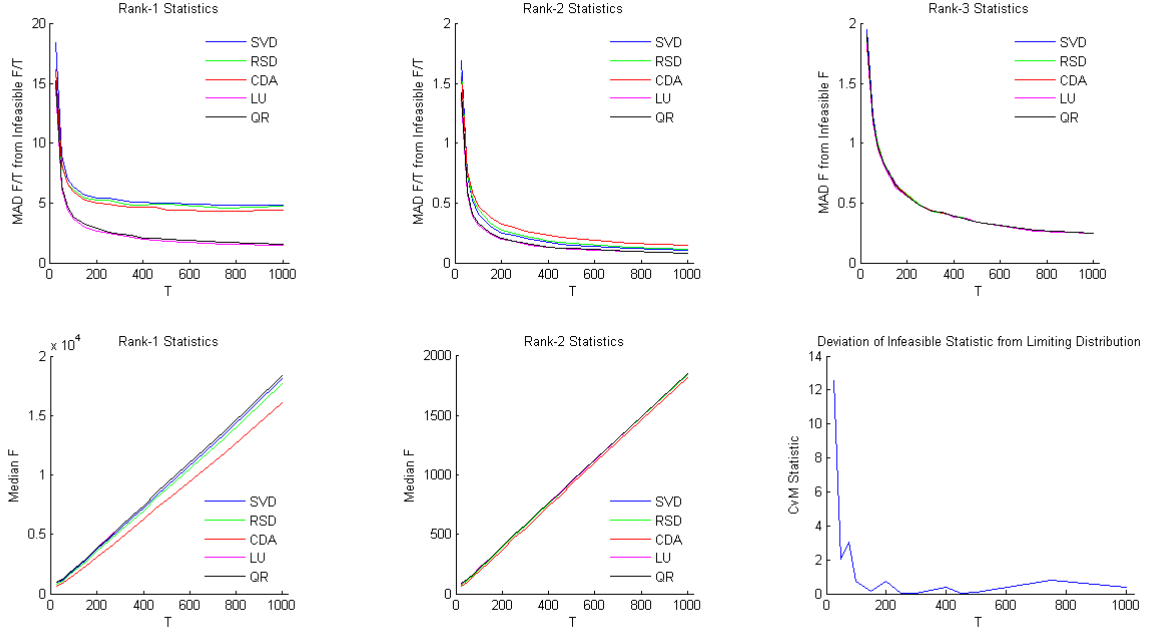 Rank-1 Statistics
MAD F/T from Infeasible F/T
20
15
10
5
0
0 200 400 600 800 1000
T
SVD
RSD
CDA
LU
QR
Rank-2 Statistics
MAD F/T from Infeasible F/T
2
1.5
1
0.5
0
0 200 400 600 800 1000
T
SVD
RSD
CDA
LU
QR
Rank-3 Statistics
MAD F from Infeasible F
2
1.5
1
0.5
0
0 200 400 600 800 1000
T
SVD
RSD
CDA
LU
QR
Rank-1 Statistics
x 10^4
Median F
2
1.5
1
0.5
0
0 200 400 600 800 1000
T
SVD
RSD
CDA
LU
QR
Rank-2 Statistics
Median F
2000
1500
1000
500
0
0 200 400 600 800 1000
T
SVD
RSD
CDA
LU
QR
Deviation of Infeasible Statistic from Limiting Distribution
CvM Statistic
14
12
10
8
6
4
2
0
0 200 400 600 800 1000
T